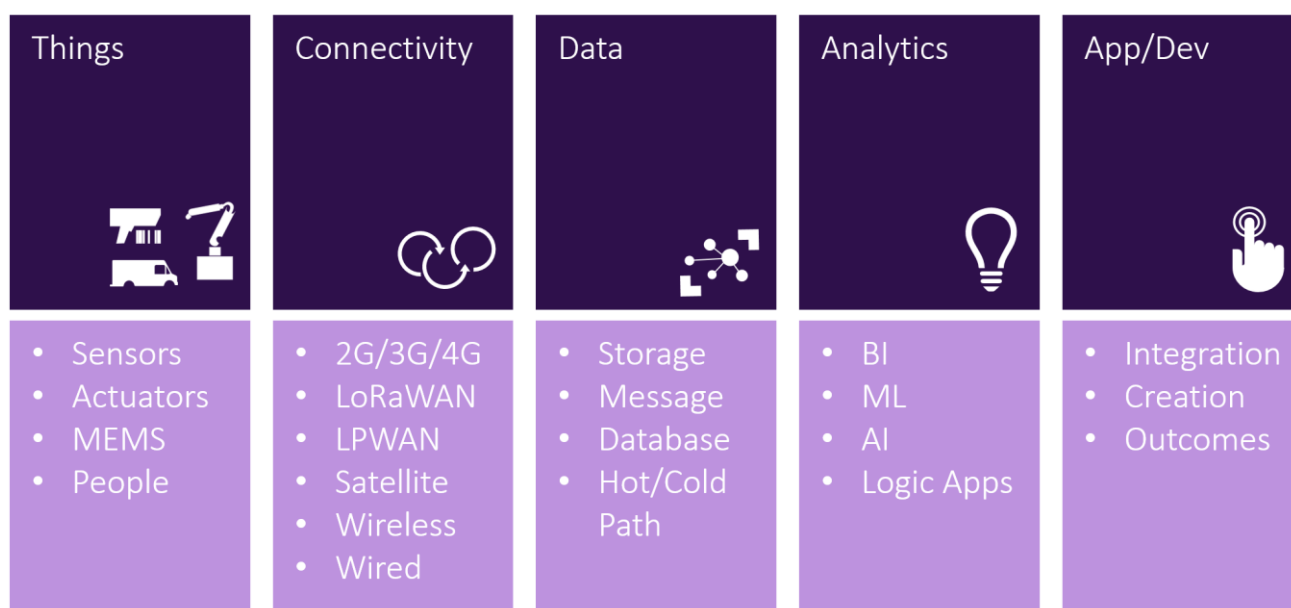 Things
• Sensors
• Actuators
• MEMS
• People
Connectivity
• 2G/3G/4G
• LoRaWAN
• LPWAN
• Satellite
• Wireless
• Wired
Data
• Storage
• Message
• Database
• Hot/Cold
Path
Analytics
• BI
• ML
• AI
• Logic Apps
App/Dev
• Integration
• Creation
• Outcomes